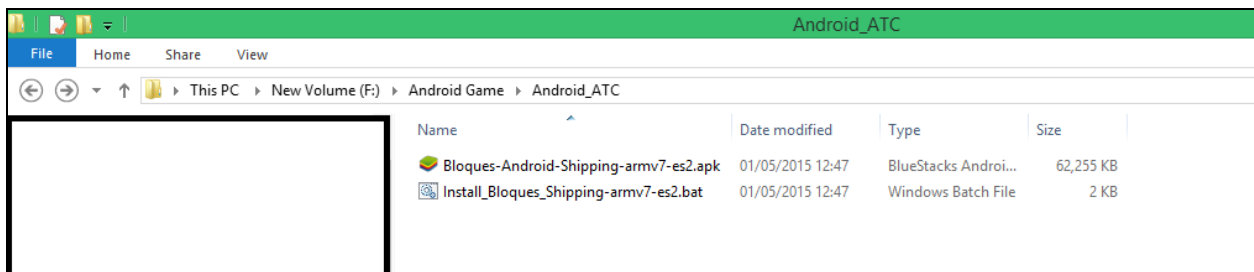 Android_ATC
File Home Share View
This PC New Volume (F:) Android Game Android_ATC
Name Date modified Type Size
Bloques-Android-Shipping-armv7-es2.apk 01/05/2015 12:47 BlueStacks Androi... 62,255 KB
Install_Bloques_Shipping-armv7-es2.bat 01/05/2015 12:47 Windows Batch File 2 KB